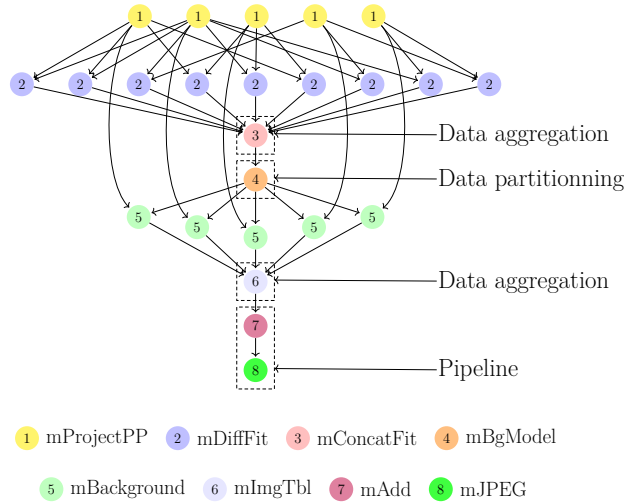 1 1 1 1 1
2 2 2 2 2 2 2 2 2
3 Data aggregation
4 Data partitionning
5 5 5 5 5
6 Data aggregation
7
8 Pipeline
1 mProjectPP 2 mDiffFit 3 mConcatFit 4 mBgModel
5 mBackground 6 mImgTbl 7 mAdd 8 mJPEG